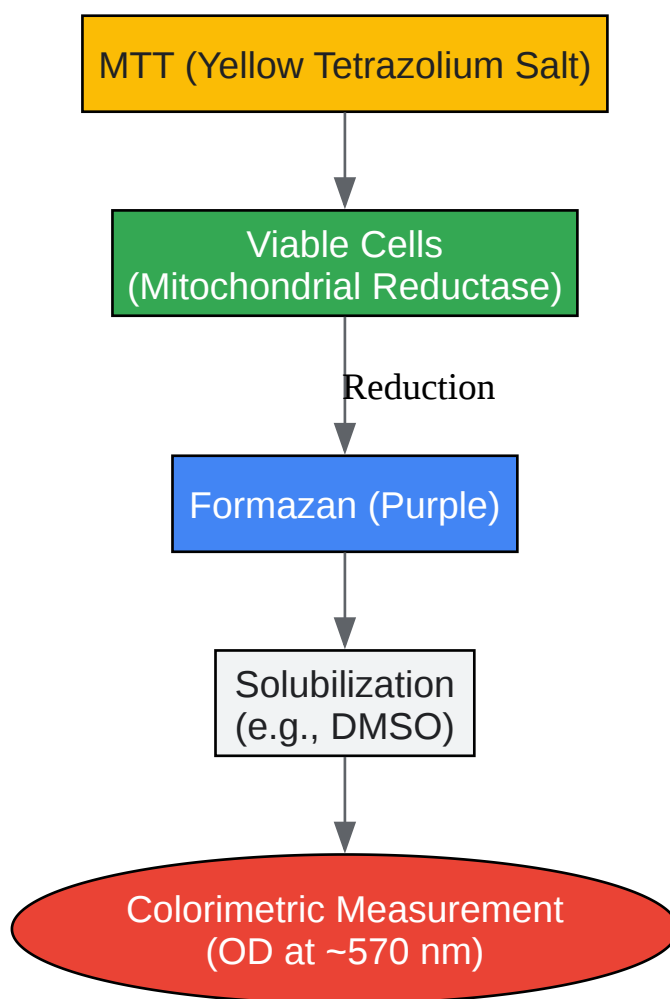 MTT (Yellow Tetrazolium Salt)
Viable Cells
(Mitochondrial Reductase)
Reduction
Formazan (Purple)
Solubilization
(e.g., DMSO)
Colorimetric Measurement
(OD at ~570 nm)